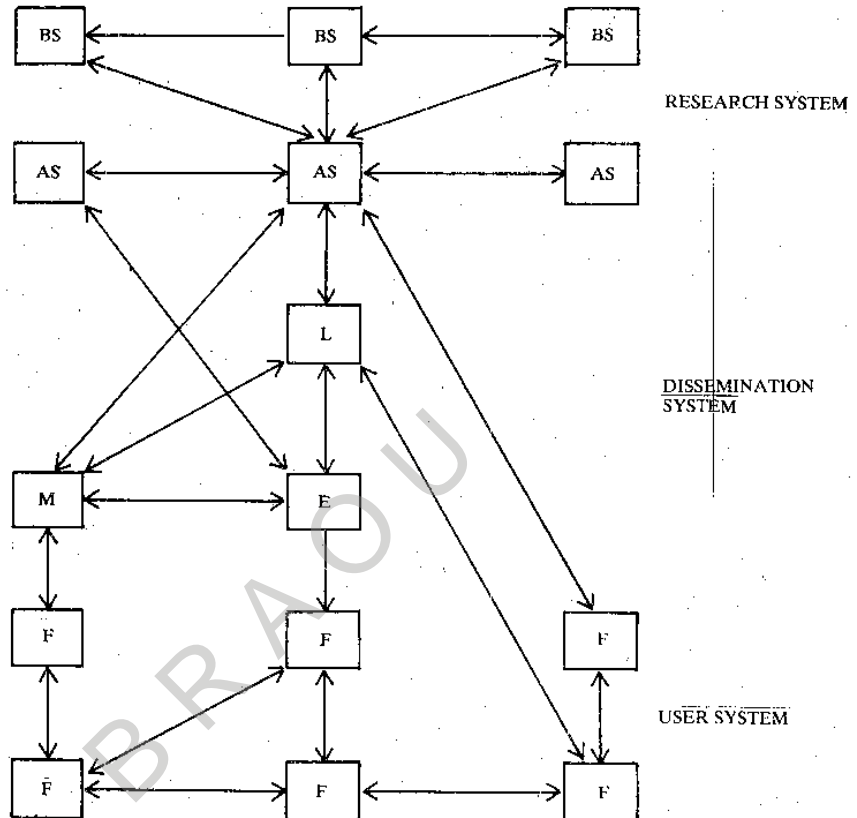 BS BS BS
RESEARCH SYSTEM
AS AS AS
L
DISSEMINATION
SYSTEM
M E
F F F
USER SYSTEM
F F F
BRAOU